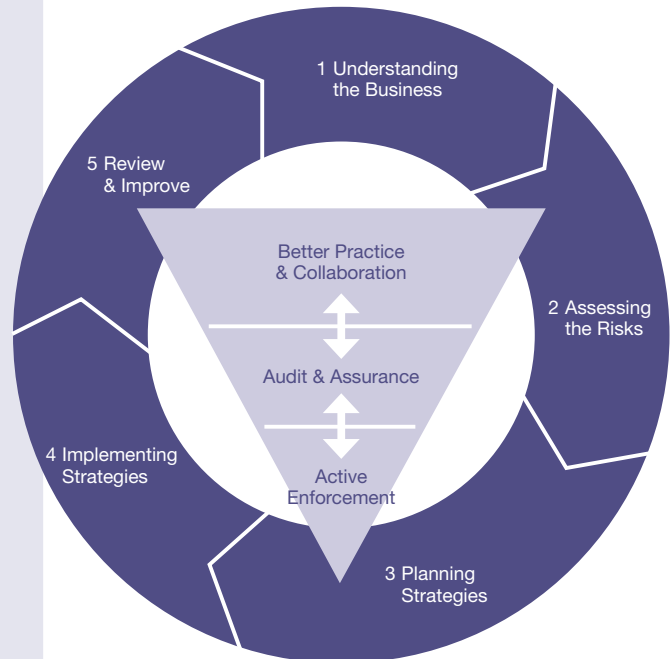 1 Understanding
the Business
2 Assessing
the Risks
3 Planning
Strategies
4 Implementing
Strategies
5 Review
& Improve
Better Practice
& Collaboration
Audit & Assurance
Active
Enforcement